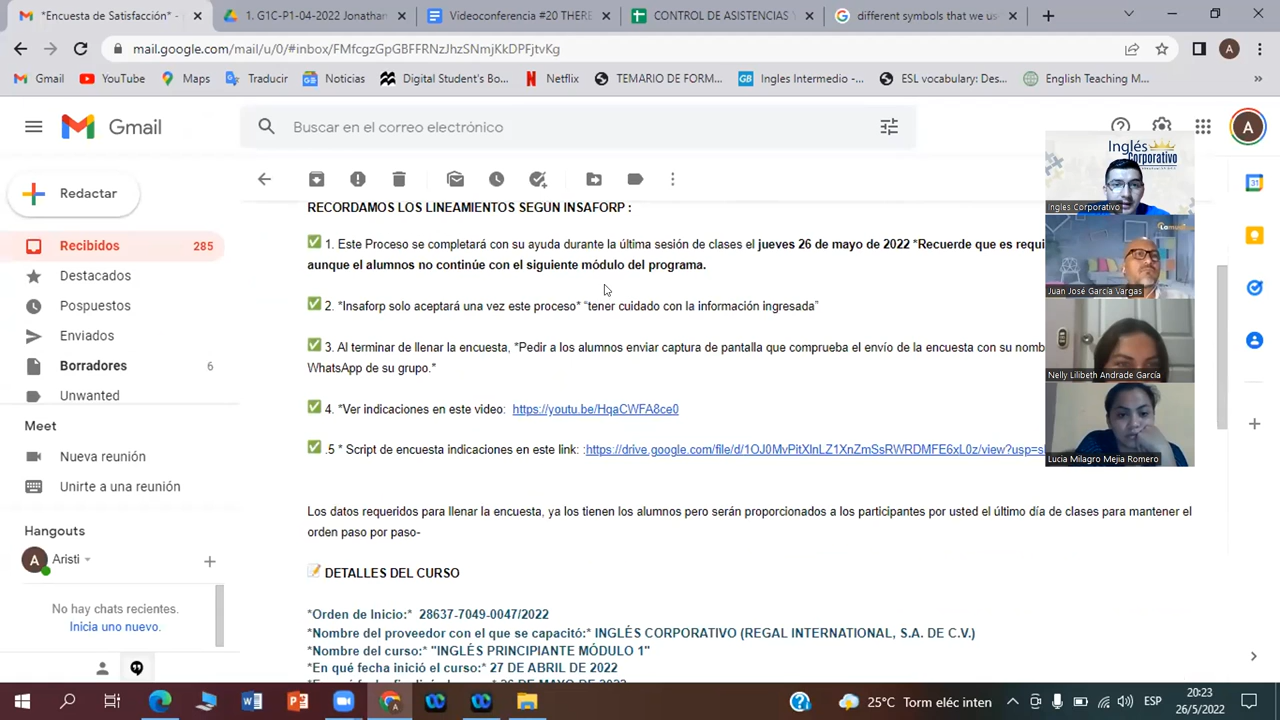 *Encuesta de Satisfacción* -
1. G1C-P1-04-2022 Jonathan
Videoconferencia #20 THERE
CONTROL DE ASISTENCIAS
different symbols that we us
mail.google.com/mail/u/0/#inbox/FMfcgzGpGBFFRNzJhzSNmjKkDPFjtvKg
A
Gmail
YouTube
Maps
Traducir
Noticias
Digital Student's Bo...
Netflix
TEMARIO DE FORM...
Ingles Intermedio -...
ESL vocabulary: Des...
English Teaching M...
Gmail
Buscar en el correo electrónico
A
Redactar
Recibidos 285
Destacados
Pospuestos
Enviados
Borradores 6
Unwanted
Meet
Nueva reunión
Unirte a una reunión
Hangouts
Aristi
A
No hay chats recientes.
Inicia uno nuevo.
RECORDAMOS LOS LINEAMIENTOS SEGUN INSAFORP :
1. Este Proceso se completará con su ayuda durante la última sesión de clases el jueves 26 de mayo de 2022 *Recuerde que es requi
aunque el alumnos no continúe con el siguiente módulo del programa.
2. *Insaforp solo aceptará una vez este proceso* “tener cuidado con la información ingresada”
3. Al terminar de llenar la encuesta, *Pedir a los alumnos enviar captura de pantalla que comprueba el envío de la encuesta con su nomb
WhatsApp de su grupo.*
4. *Ver indicaciones en este video: https://youtu.be/HqaCWFA8ce0
.5 * Script de encuesta indicaciones en este link: :https://drive.google.com/file/d/1OJ0MvPitXlnLZ1XnZmSsRWRDMFE6xL0z/view?usp=s
Los datos requeridos para llenar la encuesta, ya los tienen los alumnos pero serán proporcionados a los participantes por usted el último día de clases para mantener el
orden paso por paso-
DETALLES DEL CURSO
*Orden de Inicio:* 28637-7049-0047/2022
*Nombre del proveedor con el que se capacitó:* INGLÉS CORPORATIVO (REGAL INTERNATIONAL, S.A. DE C.V.)
*Nombre del curso:* "INGLÉS PRINCIPIANTE MÓDULO 1"
*En qué fecha inició el curso:* 27 DE ABRIL DE 2022
Inglés
Corporativo
Ingles Corporativo
Juan José García Vargas
Nelly Lilibeth Andrade García
Lucia Milagro Mejia Romero
31
25°C Torm eléc inten
ESP
20:23
26/5/2022